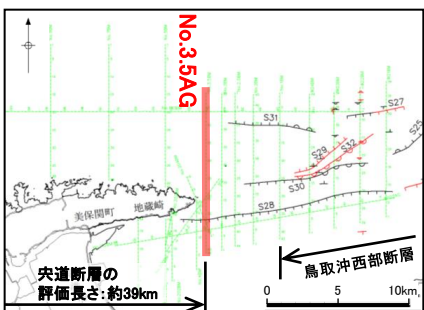 No.3.5AG
S27
S31
S25
S29
S32
S30
S28
美保関町
地蔵崎
宍道断層の
評価長さ:約39km
鳥取沖西部断層
0 5 10km